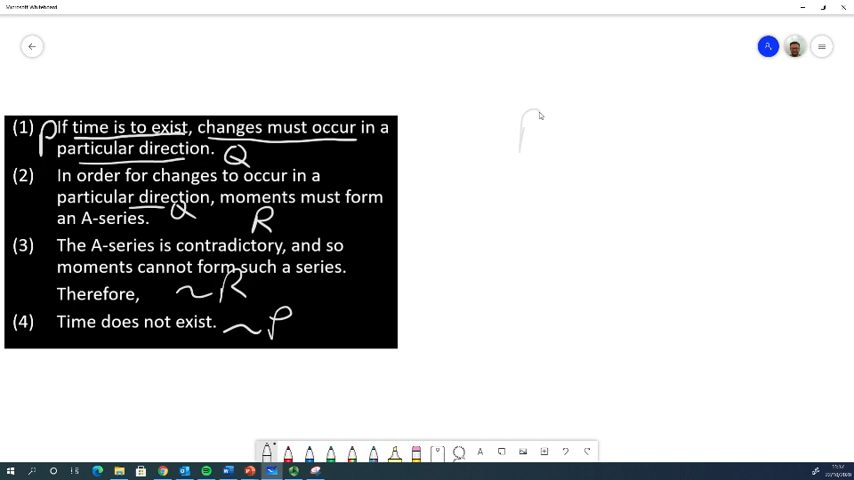 Microsoft Whiteboard
(1) P If time is to exist, changes must occur in a
particular direction. Q
(2) In order for changes to occur in a
particular direction, moments must form
an A-series. Q R
(3) The A-series is contradictory, and so
moments cannot form such a series.
Therefore, ~R
(4) Time does not exist. ~P